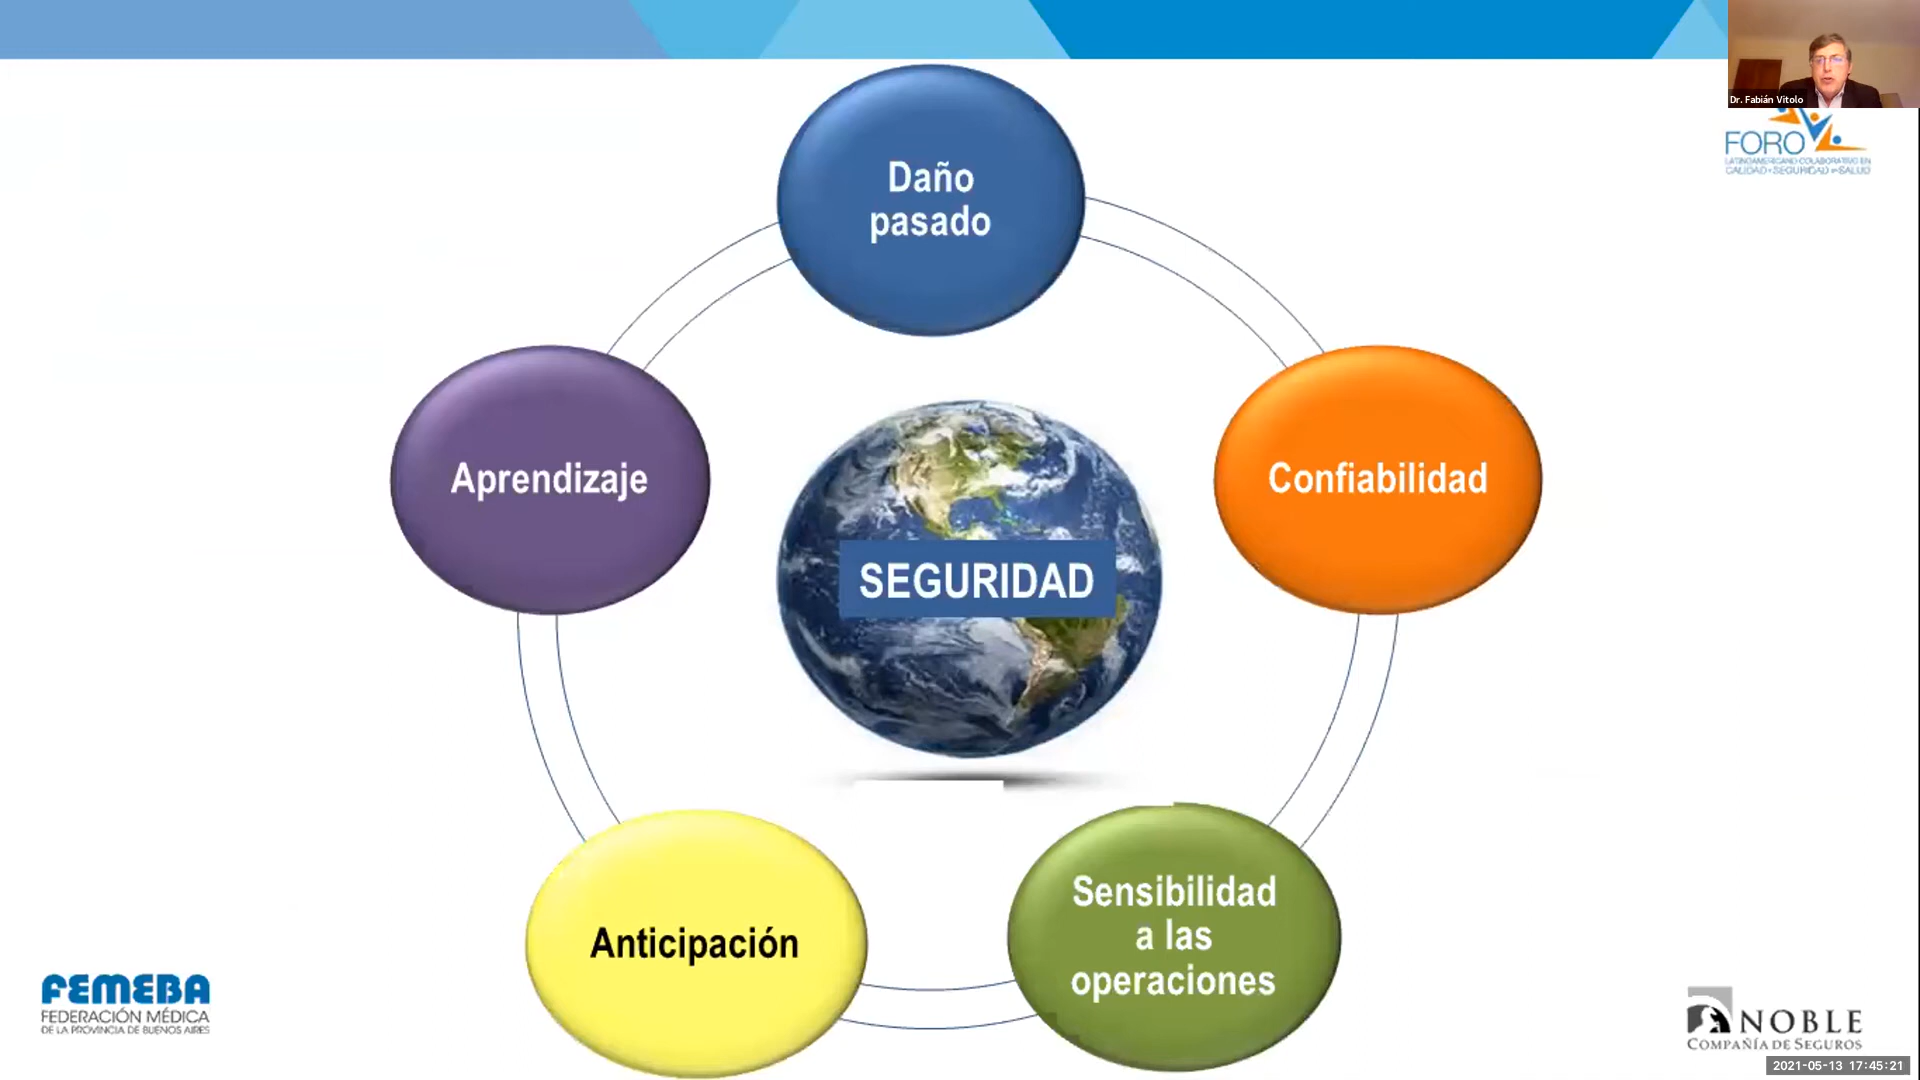 Dr. Fabián Vitolo
FORO
LATINOAMERICANO COLABORATIVO EN
CALIDAD Y SEGURIDAD EN SALUD
Daño
pasado
Aprendizaje
Confiabilidad
SEGURIDAD
Anticipación
Sensibilidad
a las
operaciones
FEMEBA
FEDERACIÓN MÉDICA
DE LA PROVINCIA DE BUENOS AIRES
NOBLE
COMPAÑÍA DE SEGUROS
2021-05-13 17:45:21